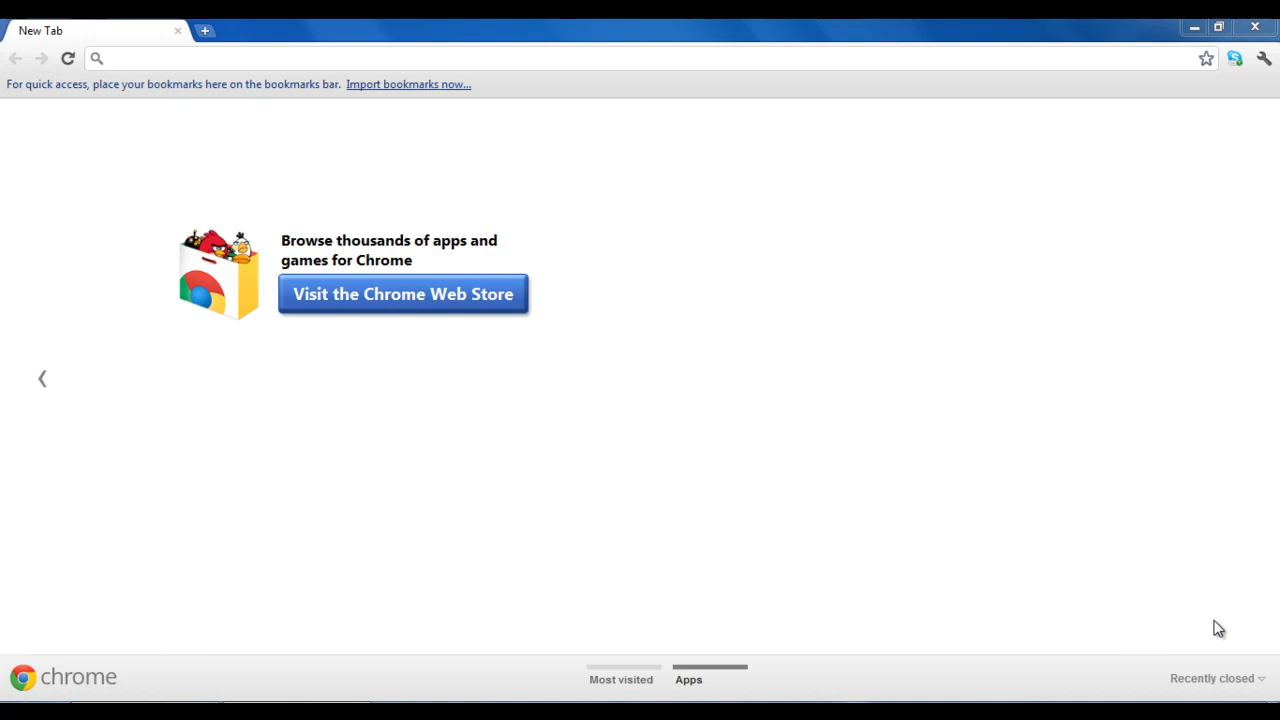 New Tab
For quick access, place your bookmarks here on the bookmarks bar. Import bookmarks now...
Browse thousands of apps and
games for Chrome
Visit the Chrome Web Store
chrome
Most visited
Apps
Recently closed